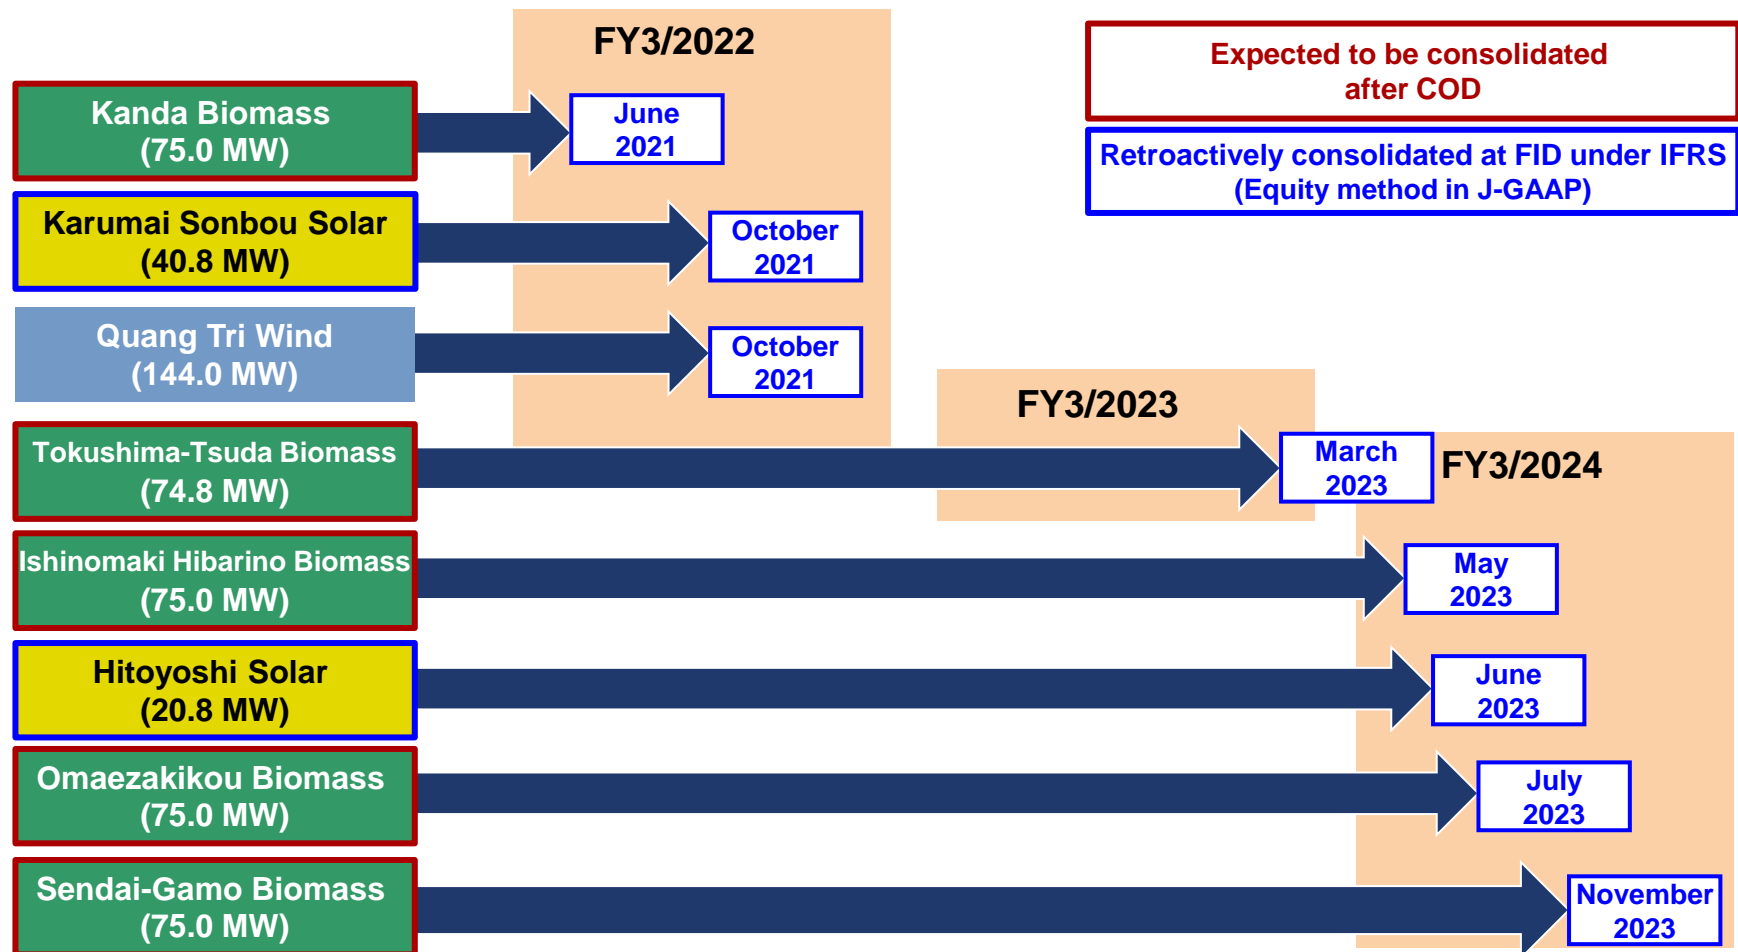 FY3/2022
Expected to be consolidated
after COD
Retroactively consolidated at FID under IFRS
(Equity method in J-GAAP)
Kanda Biomass
(75.0 MW)
June
2021
Karumai Sonbou Solar
(40.8 MW)
October
2021
Quang Tri Wind
(144.0 MW)
October
2021
FY3/2023
Tokushima-Tsuda Biomass
(74.8 MW)
March
2023
FY3/2024
Ishinomaki Hibarino Biomass
(75.0 MW)
May
2023
Hitoyoshi Solar
(20.8 MW)
June
2023
Omaezakikou Biomass
(75.0 MW)
July
2023
Sendai-Gamo Biomass
(75.0 MW)
November
2023